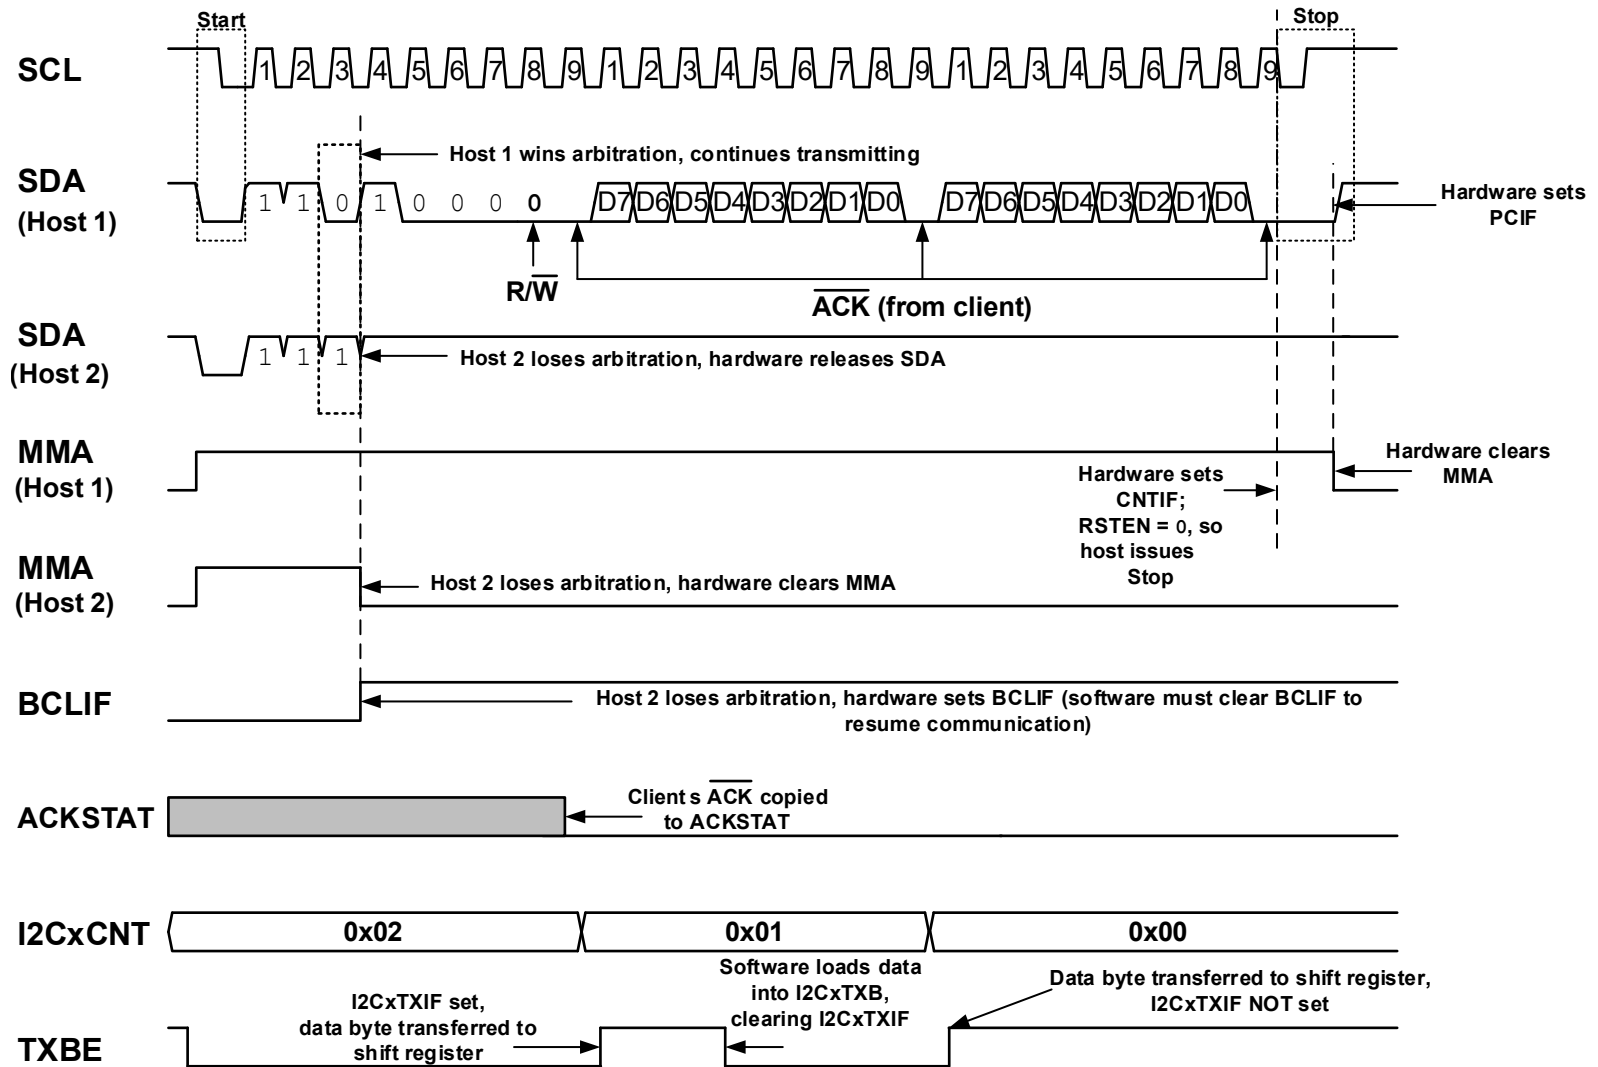 Start
Stop
SCL
1 2 3 4 5 6 7 8 9 1 2 3 4 5 6 7 8 9 1 2 3 4 5 6 7 8 9
Host 1 wins arbitration, continues transmitting
SDA
(Host 1)
1 1 0 1 0 0 0 0 D7 D6 D5 D4 D3 D2 D1 D0 D7 D6 D5 D4 D3 D2 D1 D0
Hardware sets
PCIF
R/W
ACK (from client)
SDA
(Host 2)
1 1 1
Host 2 loses arbitration, hardware releases SDA
MMA
(Host 1)
Hardware clears
MMA
Hardware sets
CNTIF;
RSTEN = 0, so
host issues
Stop
MMA
(Host 2)
Host 2 loses arbitration, hardware clears MMA
BCLIF
Host 2 loses arbitration, hardware sets BCLIF (software must clear BCLIF to
resume communication)
ACKSTAT
Client s ACK copied
to ACKSTAT
I2CxCNT
0x02 0x01 0x00
TXBE
I2CxTXIF set,
data byte transferred to
shift register
Software loads data
into I2CxTXB,
clearing I2CxTXIF
Data byte transferred to shift register,
I2CxTXIF NOT set